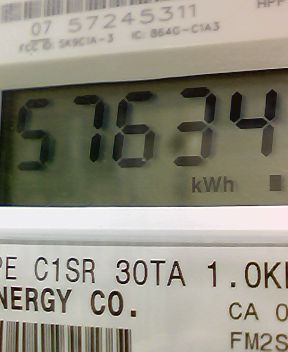 07 57245311
FCC ID: SK9C1A-3 IC: 864G-C1A3
57634
kWh
PE C1SR 30TA 1.0K
NERGY CO.
CA 0
FM2S